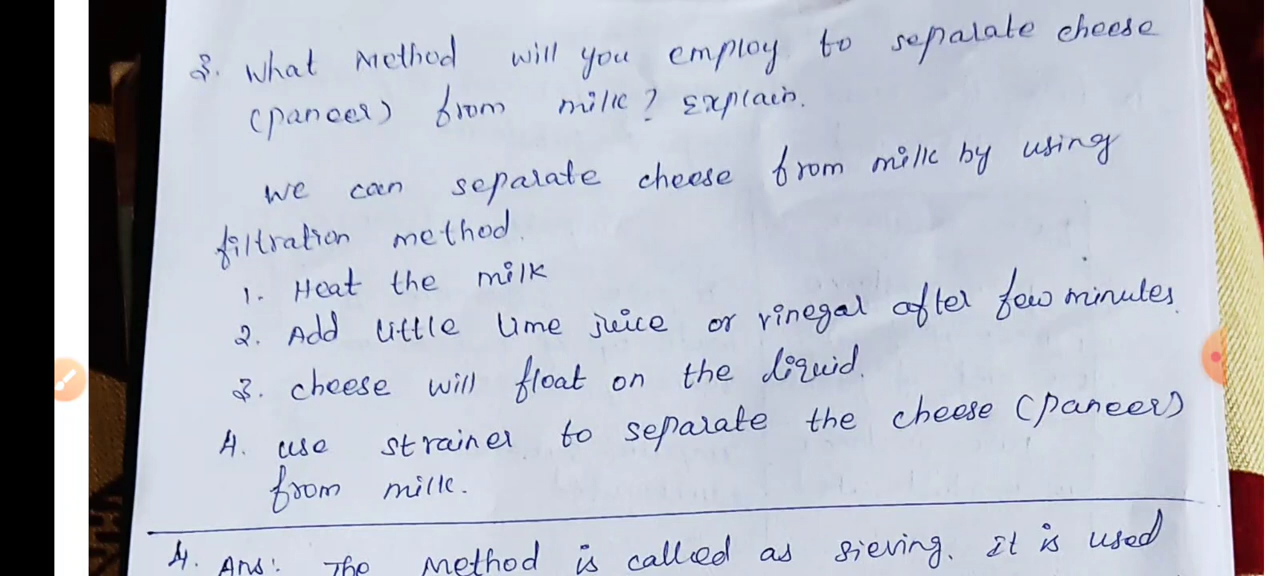 3. What Method will you employ to separate cheese
(paneer) from milk? Explain.
We can separate cheese from milk by using
filtration method.
1. Heat the milk
2. Add little lime juice or vinegar after few minutes.
3. cheese will float on the liquid.
4. use strainer to separate the cheese (paneer)
from milk.
4. Ans: The Method is called as sieving. It is used